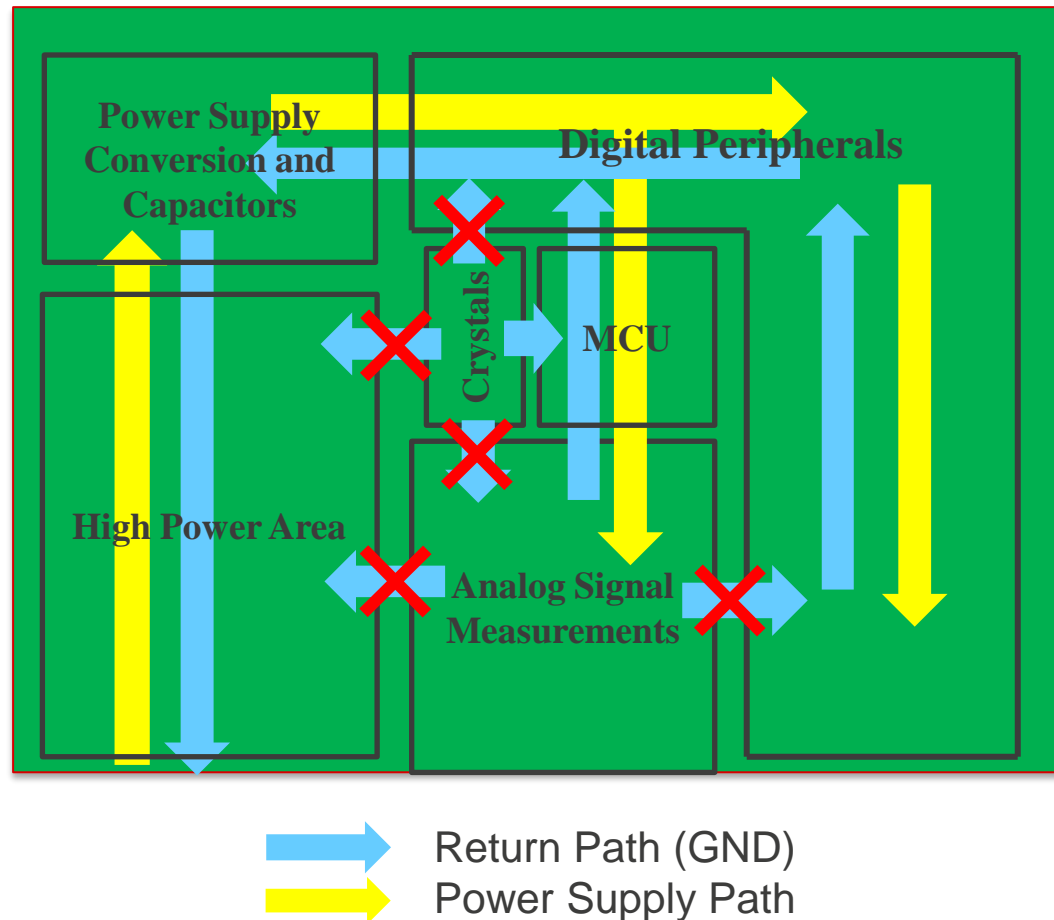 Power Supply
Conversion and
Capacitors
Digital Peripherals
Crystals
MCU
High Power Area
Analog Signal
Measurements
Return Path (GND)
Power Supply Path